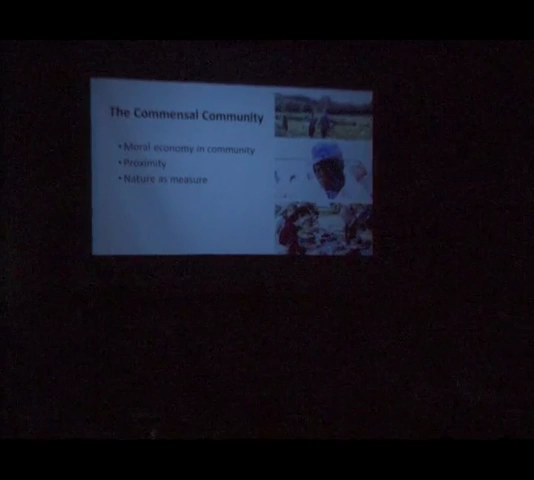 The Commensal Community
• Moral economy in community
• Proximity
• Nature as measure